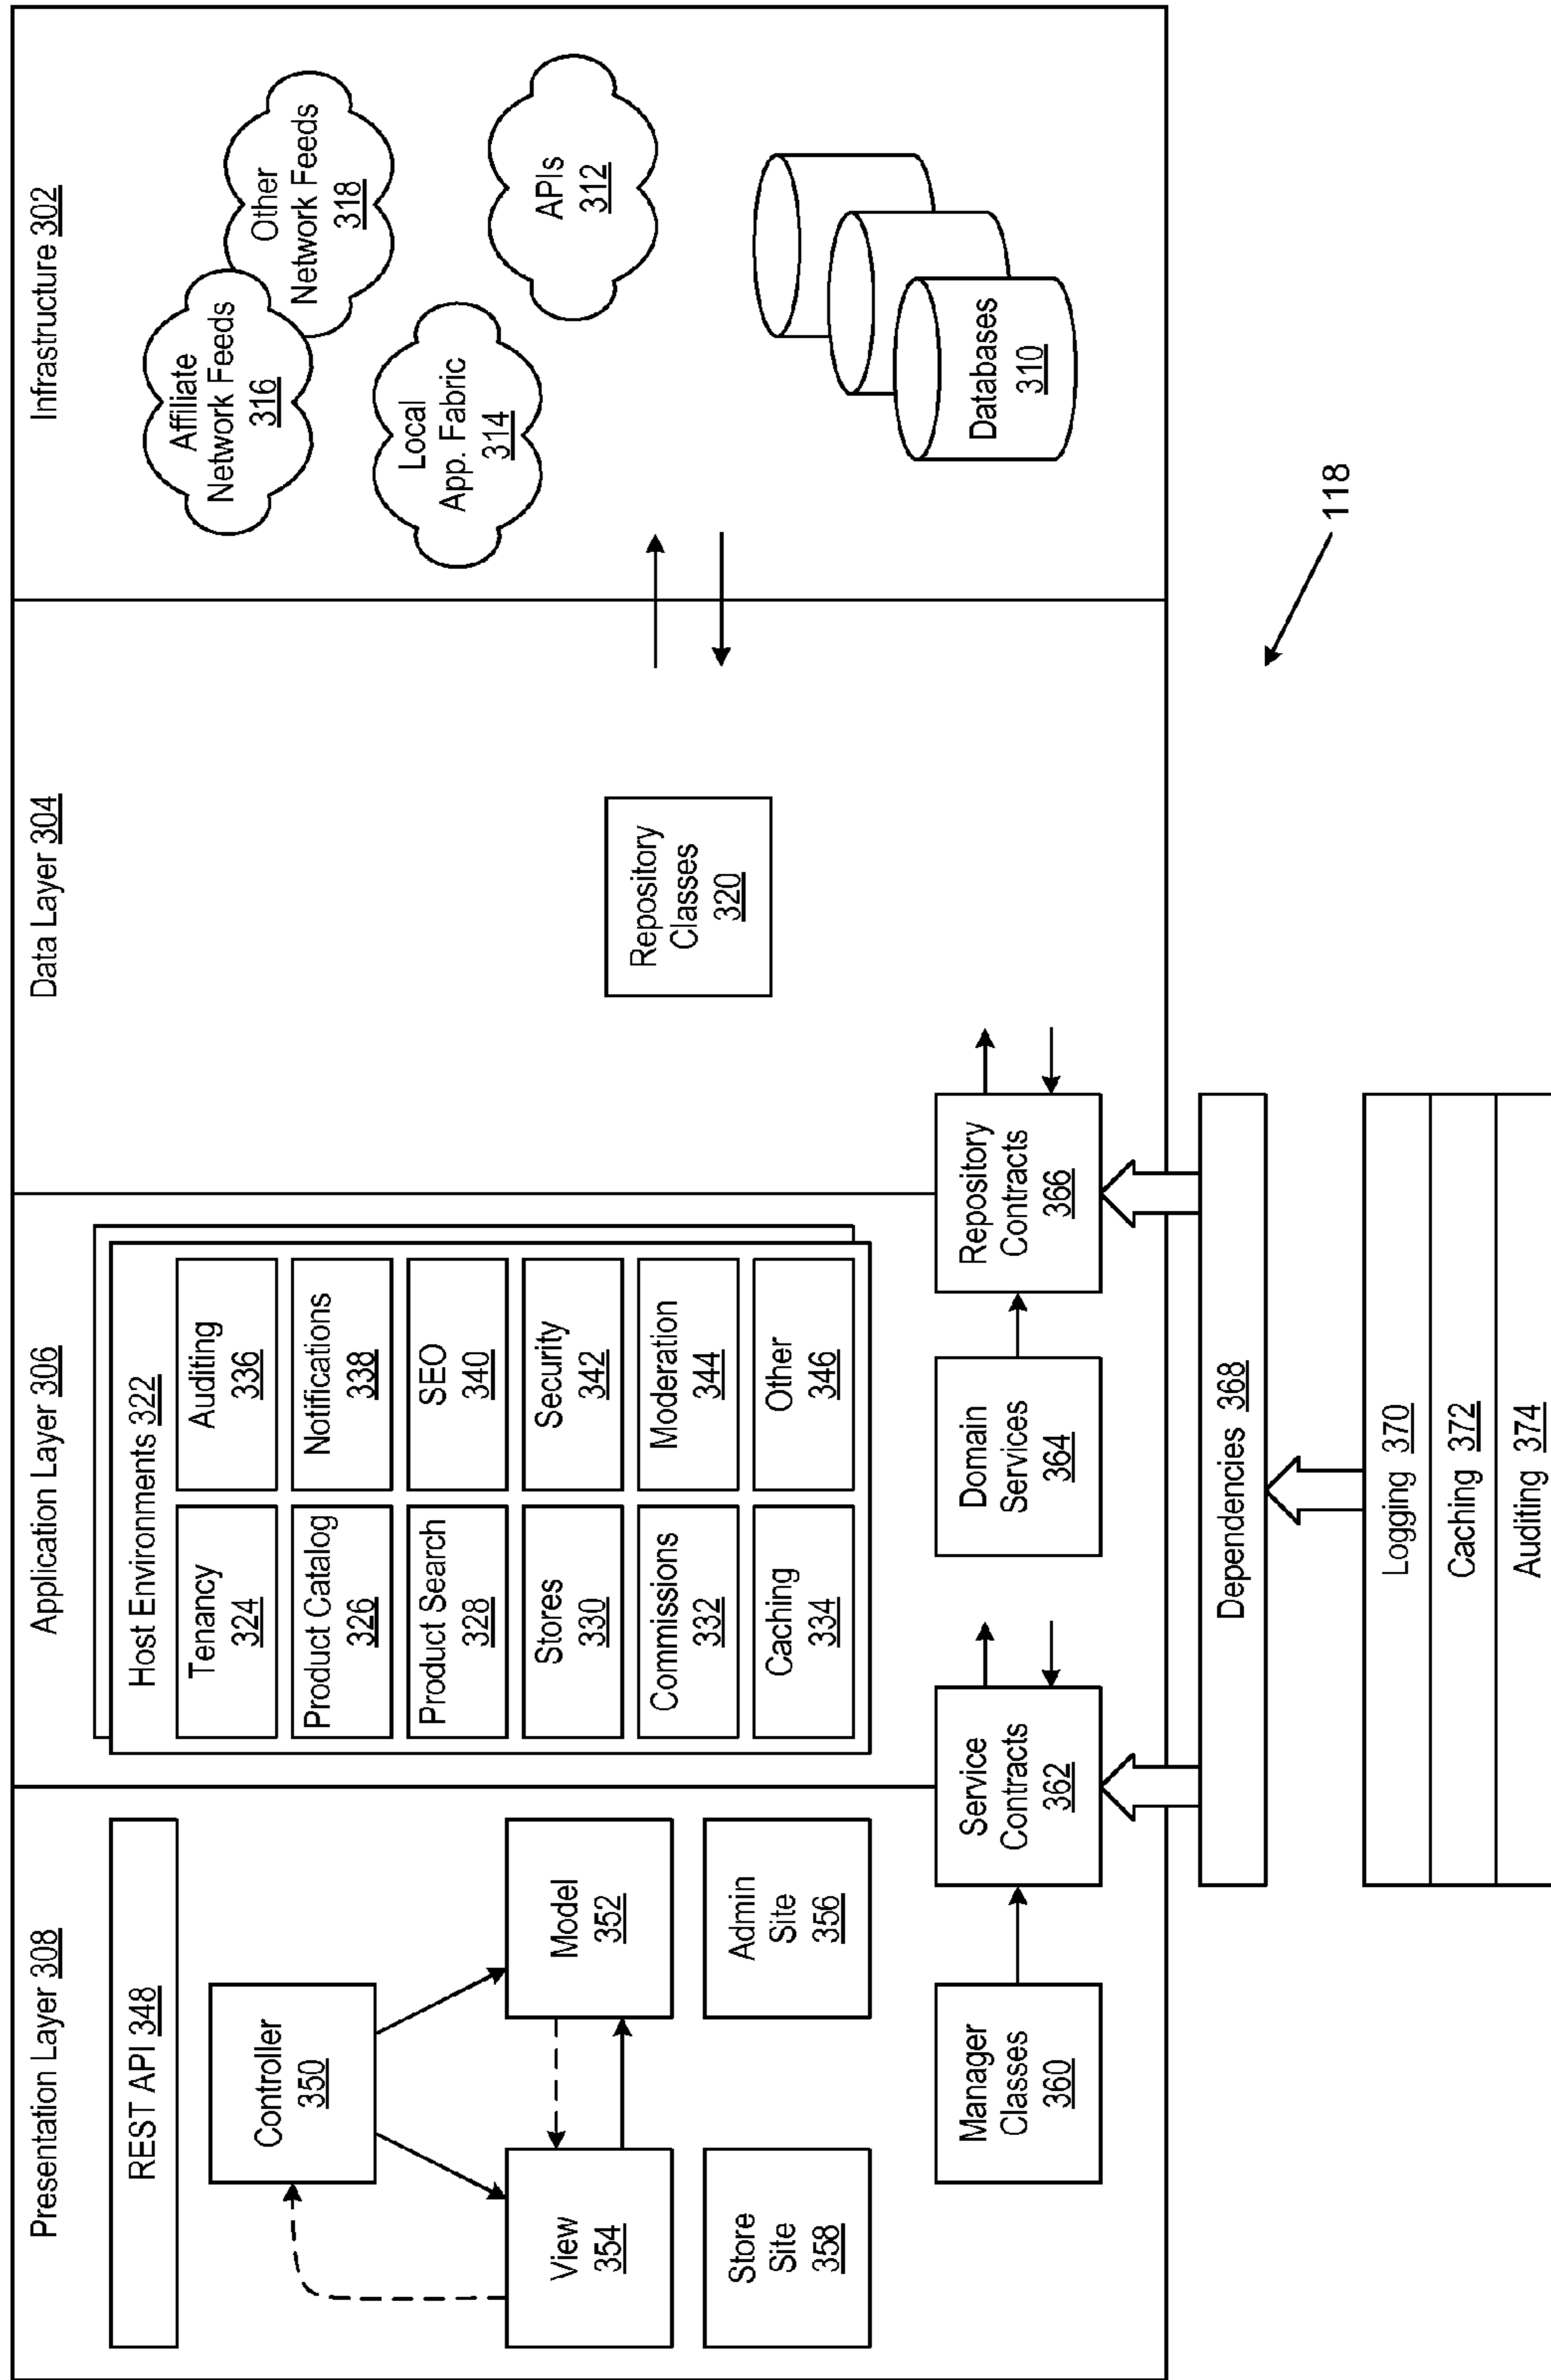 Presentation Layer 308
REST API 348
Controller
350
View
354
Model
352
Store
Site
358
Admin
Site
356
Manager
Classes
360
Service
Contracts
362
Application Layer 306
Host Environments 322
Tenancy
324
Auditing
336
Product Catalog
326
Notifications
338
Product Search
328
SEO
340
Stores
330
Security
342
Commissions
332
Moderation
344
Caching
334
Other
346
Domain
Services
364
Repository
Contracts
366
Data Layer 304
Repository
Classes
320
Infrastructure 302
Affiliate
Network Feeds
316
Other
Network Feeds
318
Local
App. Fabric
314
APIs
312
Databases
310
Dependencies 368
Logging 370
Caching 372
Auditing 374
118